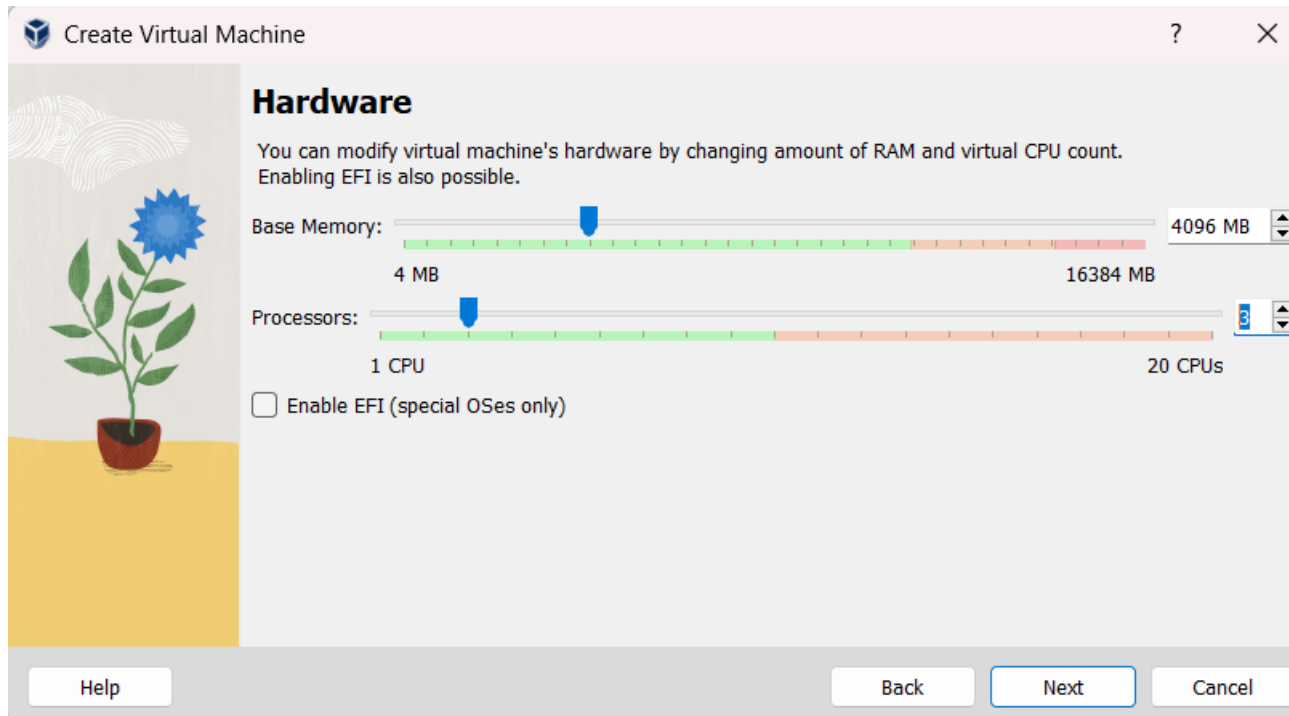 Create Virtual Machine
?
Hardware
You can modify virtual machine's hardware by changing amount of RAM and virtual CPU count.
Enabling EFI is also possible.
Base Memory:
4096 MB
4 MB
16384 MB
Processors:
3
1 CPU
20 CPUs
Enable EFI (special OSes only)
Help
Back
Next
Cancel